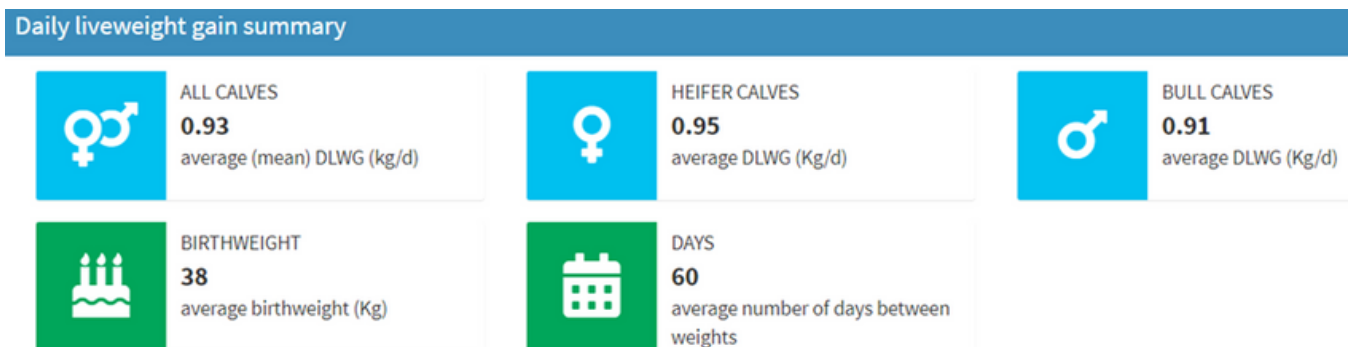 Daily liveweight gain summary
ALL CALVES
0.93
average (mean) DLWG (kg/d)
HEIFER CALVES
0.95
average DLWG (Kg/d)
BULL CALVES
0.91
average DLWG (Kg/d)
BIRTHWEIGHT
38
average birthweight (Kg)
DAYS
60
average number of days between
weights